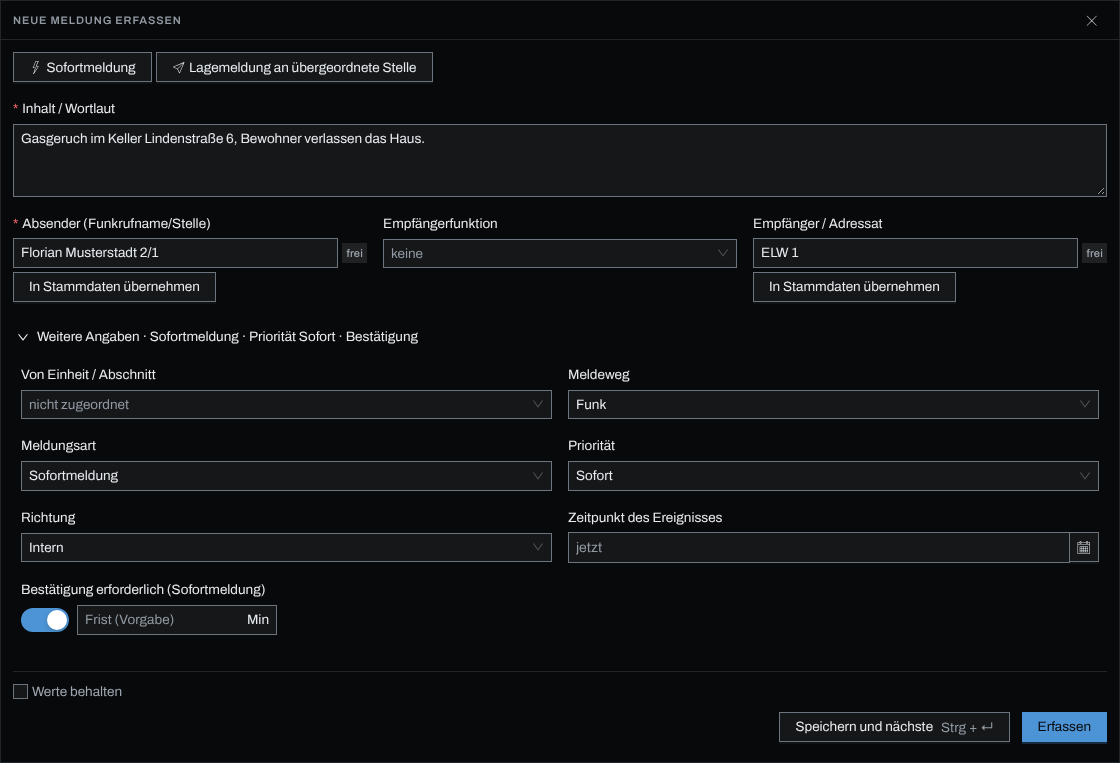 NEUE MELDUNG ERFASSEN
Sofortmeldung Lagemeldung an übergeordnete Stelle
* Inhalt / Wortlaut
Gasgeruch im Keller Lindenstraße 6, Bewohner verlassen das Haus.
* Absender (Funkrufname/Stelle) Empfängerfunktion Empfänger / Adressat
Florian Musterstadt 2/1 frei keine ELW 1 frei
In Stammdaten übernehmen In Stammdaten übernehmen
Weitere Angaben · Sofortmeldung · Priorität Sofort · Bestätigung
Von Einheit / Abschnitt Meldeweg
nicht zugeordnet Funk
Meldungsart Priorität
Sofortmeldung Sofort
Richtung Zeitpunkt des Ereignisses
Intern jetzt
Bestätigung erforderlich (Sofortmeldung)
Frist (Vorgabe) Min
Werte behalten
Speichern und nächste Strg + ↵ Erfassen